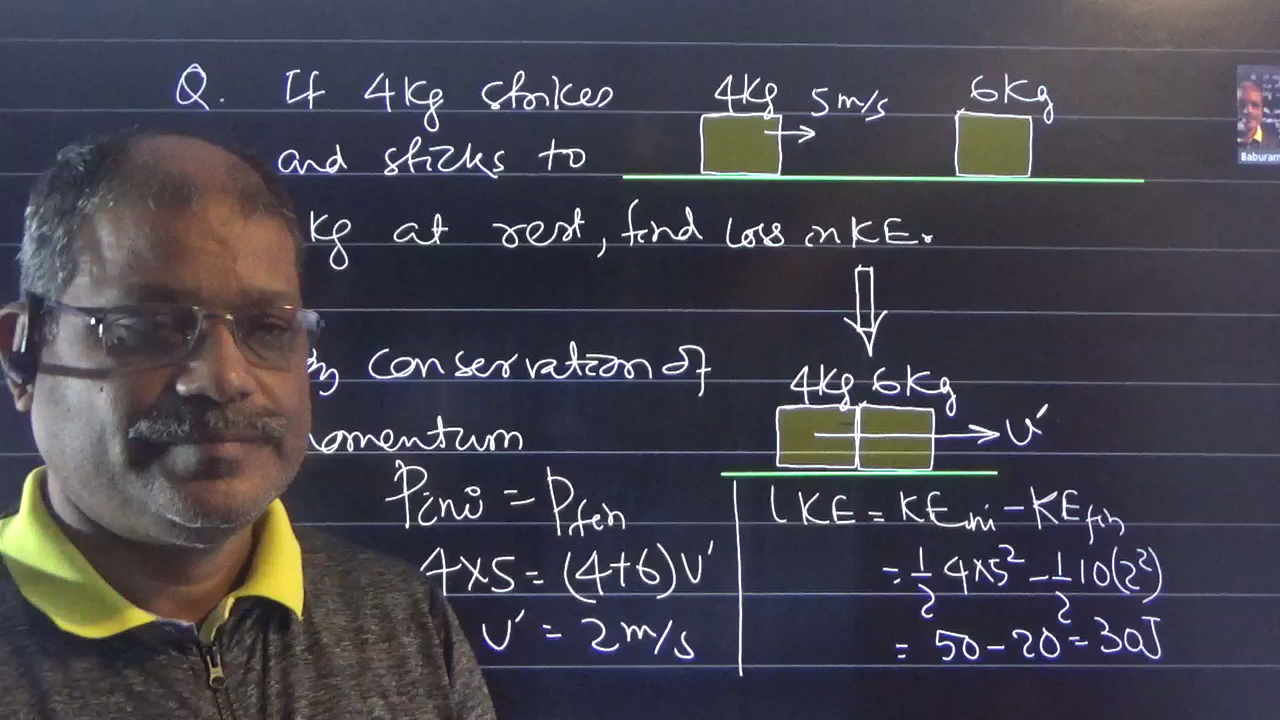 Q. If 4Kg strikes
and sticks to
4Kg 5m/s 6Kg
Kg at rest, find Loss in KE.
conservation of
momentum
4Kg 6Kg
v'
Pini = Pfin
4×5 = (4+6)v'
v' = 2m/s
LKE = KEini - KEfin
= 1/2 4×5² - 1/2 10(2²)
= 50 - 20 = 30J
Baburam